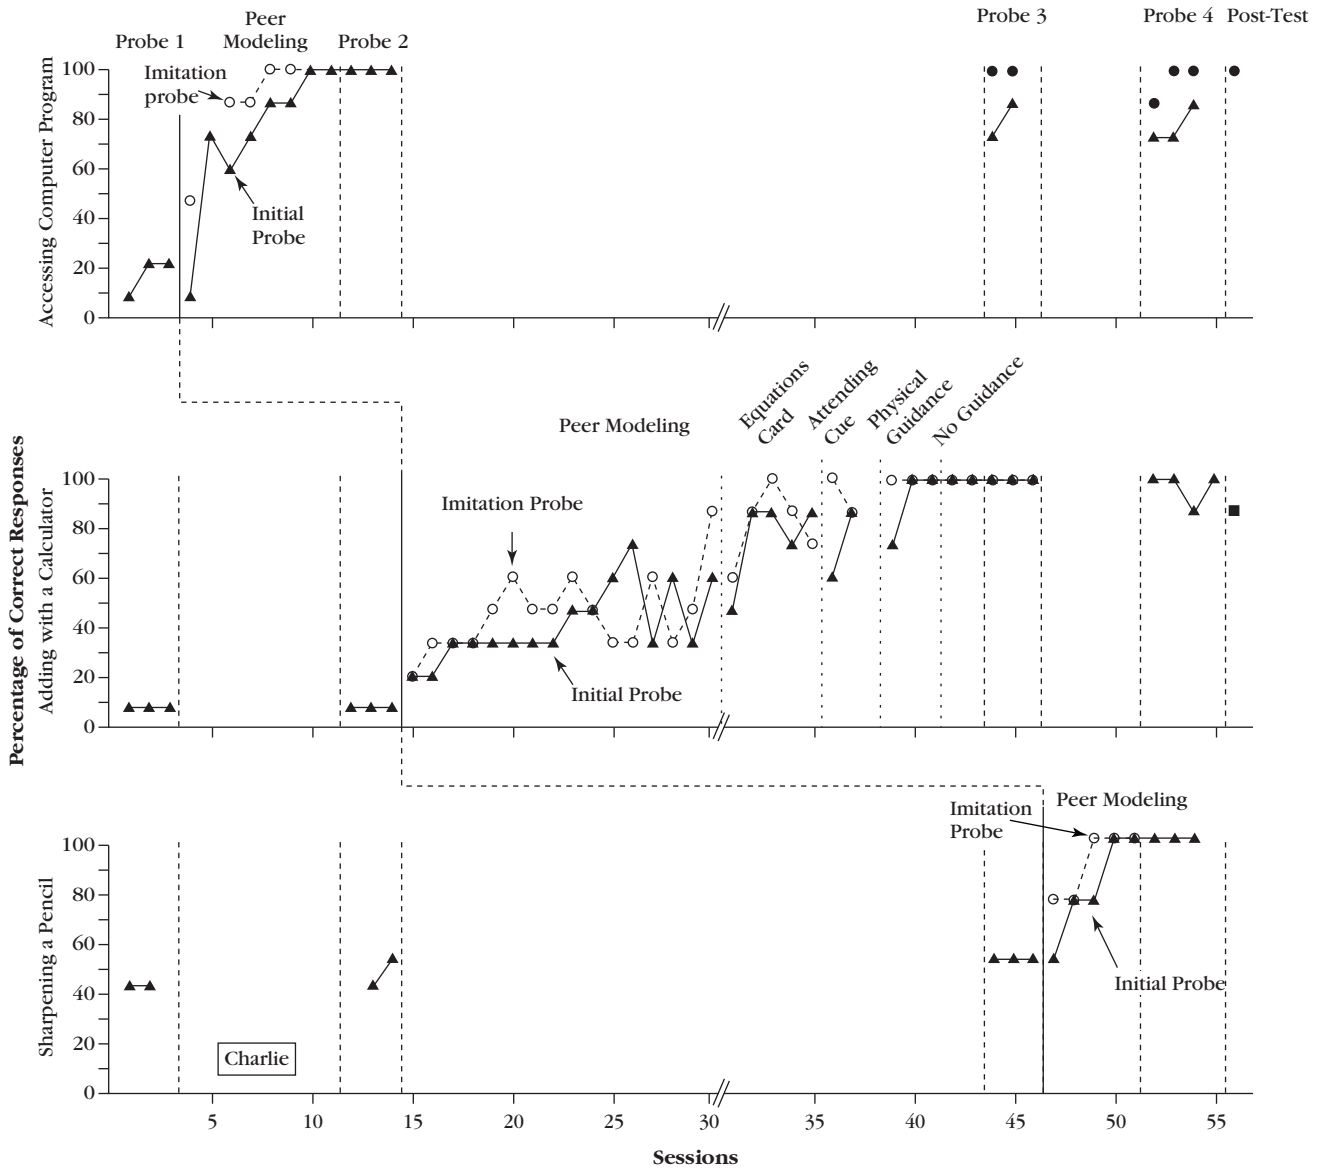 Probe 1
Peer
Modeling
Probe 2
Probe 3
Probe 4
Post-Test
Accessing Computer Program
100
80
60
40
20
0
Imitation
probe
Initial
Probe
5
10
15
20
25
30
35
40
45
50
55
Percentage of Correct Responses
Adding with a Calculator
Peer Modeling
Equations
Card
Attending
Cue
Physical
Guidance
No Guidance
100
80
60
40
20
0
Imitation Probe
Initial Probe
Sharpening a Pencil
100
80
60
40
20
0
Imitation
Probe
Peer Modeling
Initial Probe
Charlie
Sessions